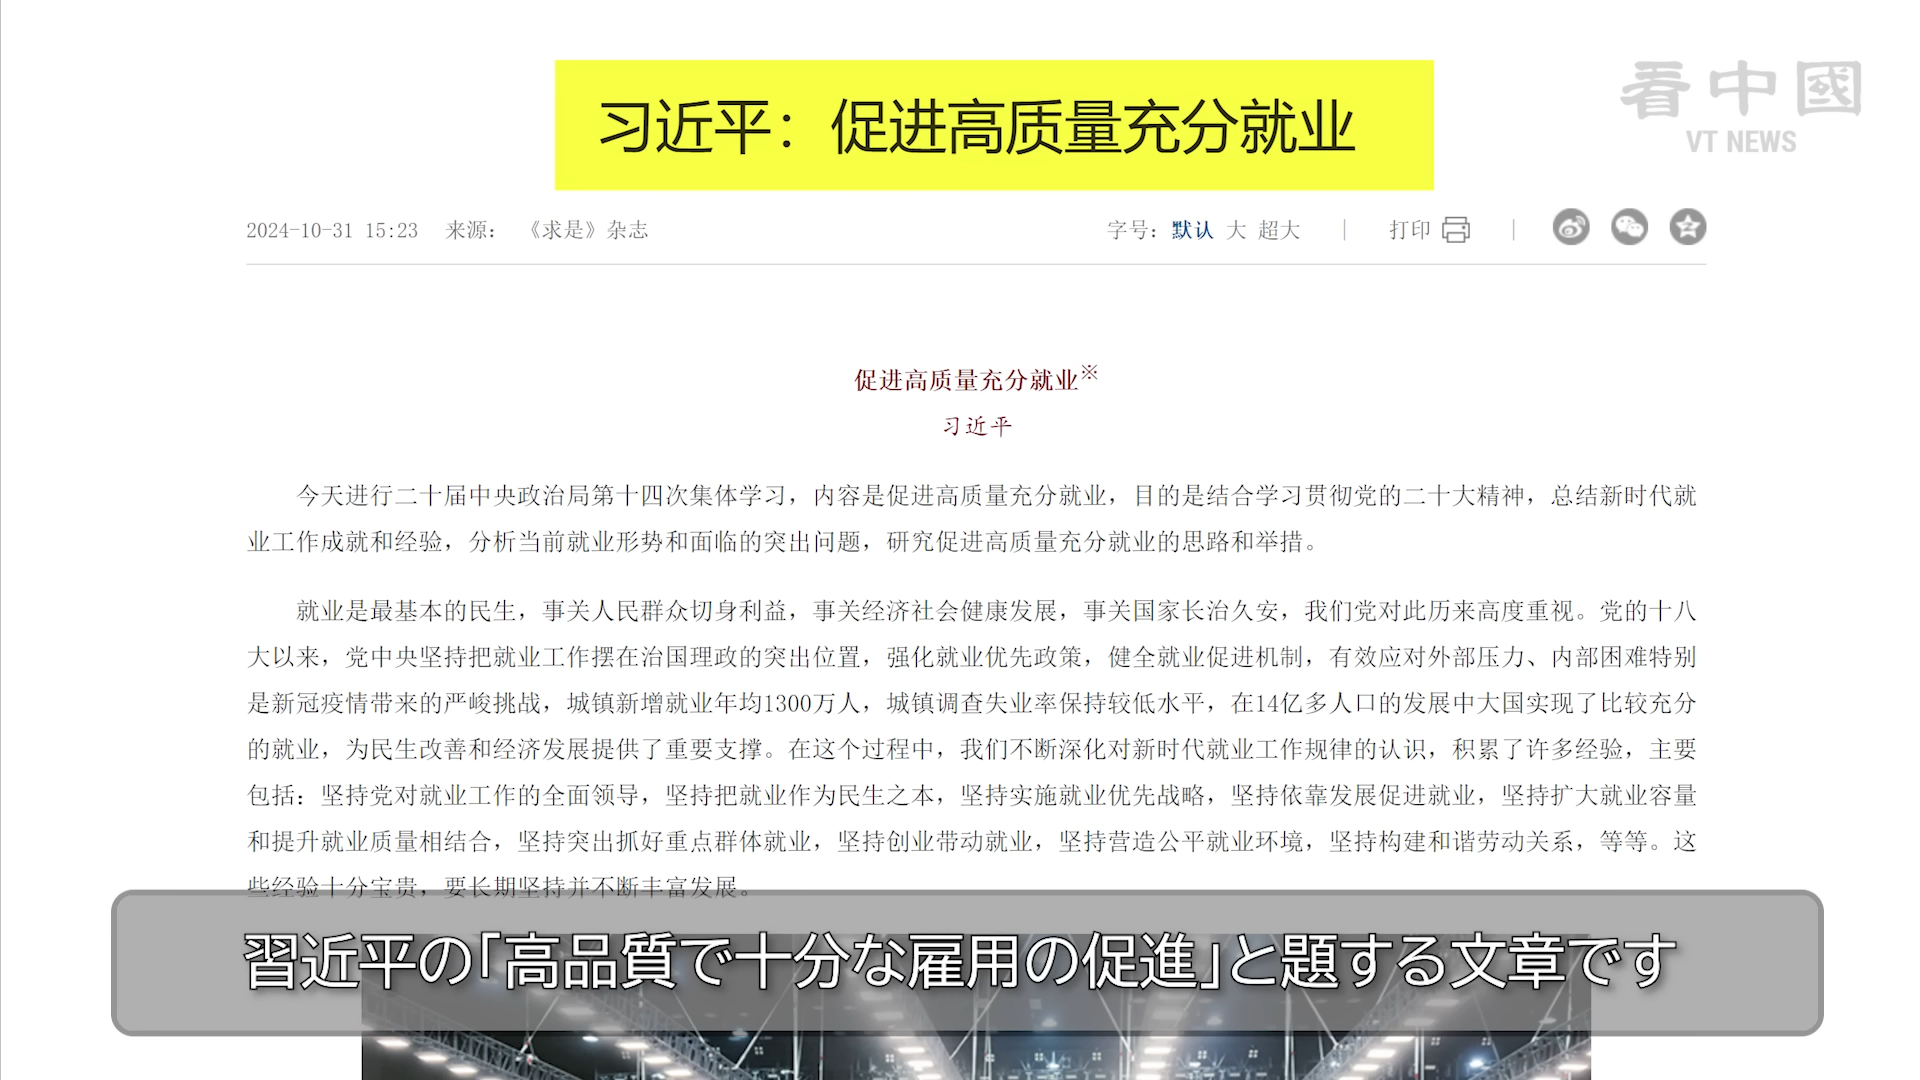 习近平：促进高质量充分就业
看中國
VT NEWS
2024-10-31 15:23 来源： 《求是》杂志
字号：默认 大 超大 | 打印 |
促进高质量充分就业※
习近平
今天进行二十届中央政治局第十四次集体学习，内容是促进高质量充分就业，目的是结合学习贯彻党的二十大精神，总结新时代就
业工作成就和经验，分析当前就业形势和面临的突出问题，研究促进高质量充分就业的思路和举措。
就业是最基本的民生，事关人民群众切身利益，事关经济社会健康发展，事关国家长治久安，我们党对此历来高度重视。党的十八
大以来，党中央坚持把就业工作摆在治国理政的突出位置，强化就业优先政策，健全就业促进机制，有效应对外部压力、内部困难特别
是新冠疫情带来的严峻挑战，城镇新增就业年均1300万人，城镇调查失业率保持较低水平，在14亿多人口的发展中大国实现了比较充分
的就业，为民生改善和经济发展提供了重要支撑。在这个过程中，我们不断深化对新时代就业工作规律的认识，积累了许多经验，主要
包括：坚持党对就业工作的全面领导，坚持把就业作为民生之本，坚持实施就业优先战略，坚持依靠发展促进就业，坚持扩大就业容量
和提升就业质量相结合，坚持突出抓好重点群体就业，坚持创业带动就业，坚持营造公平就业环境，坚持构建和谐劳动关系，等等。这
些经验十分宝贵，要长期坚持并不断丰富发展。
習近平の｢高品質で十分な雇用の促進｣と題する文章です